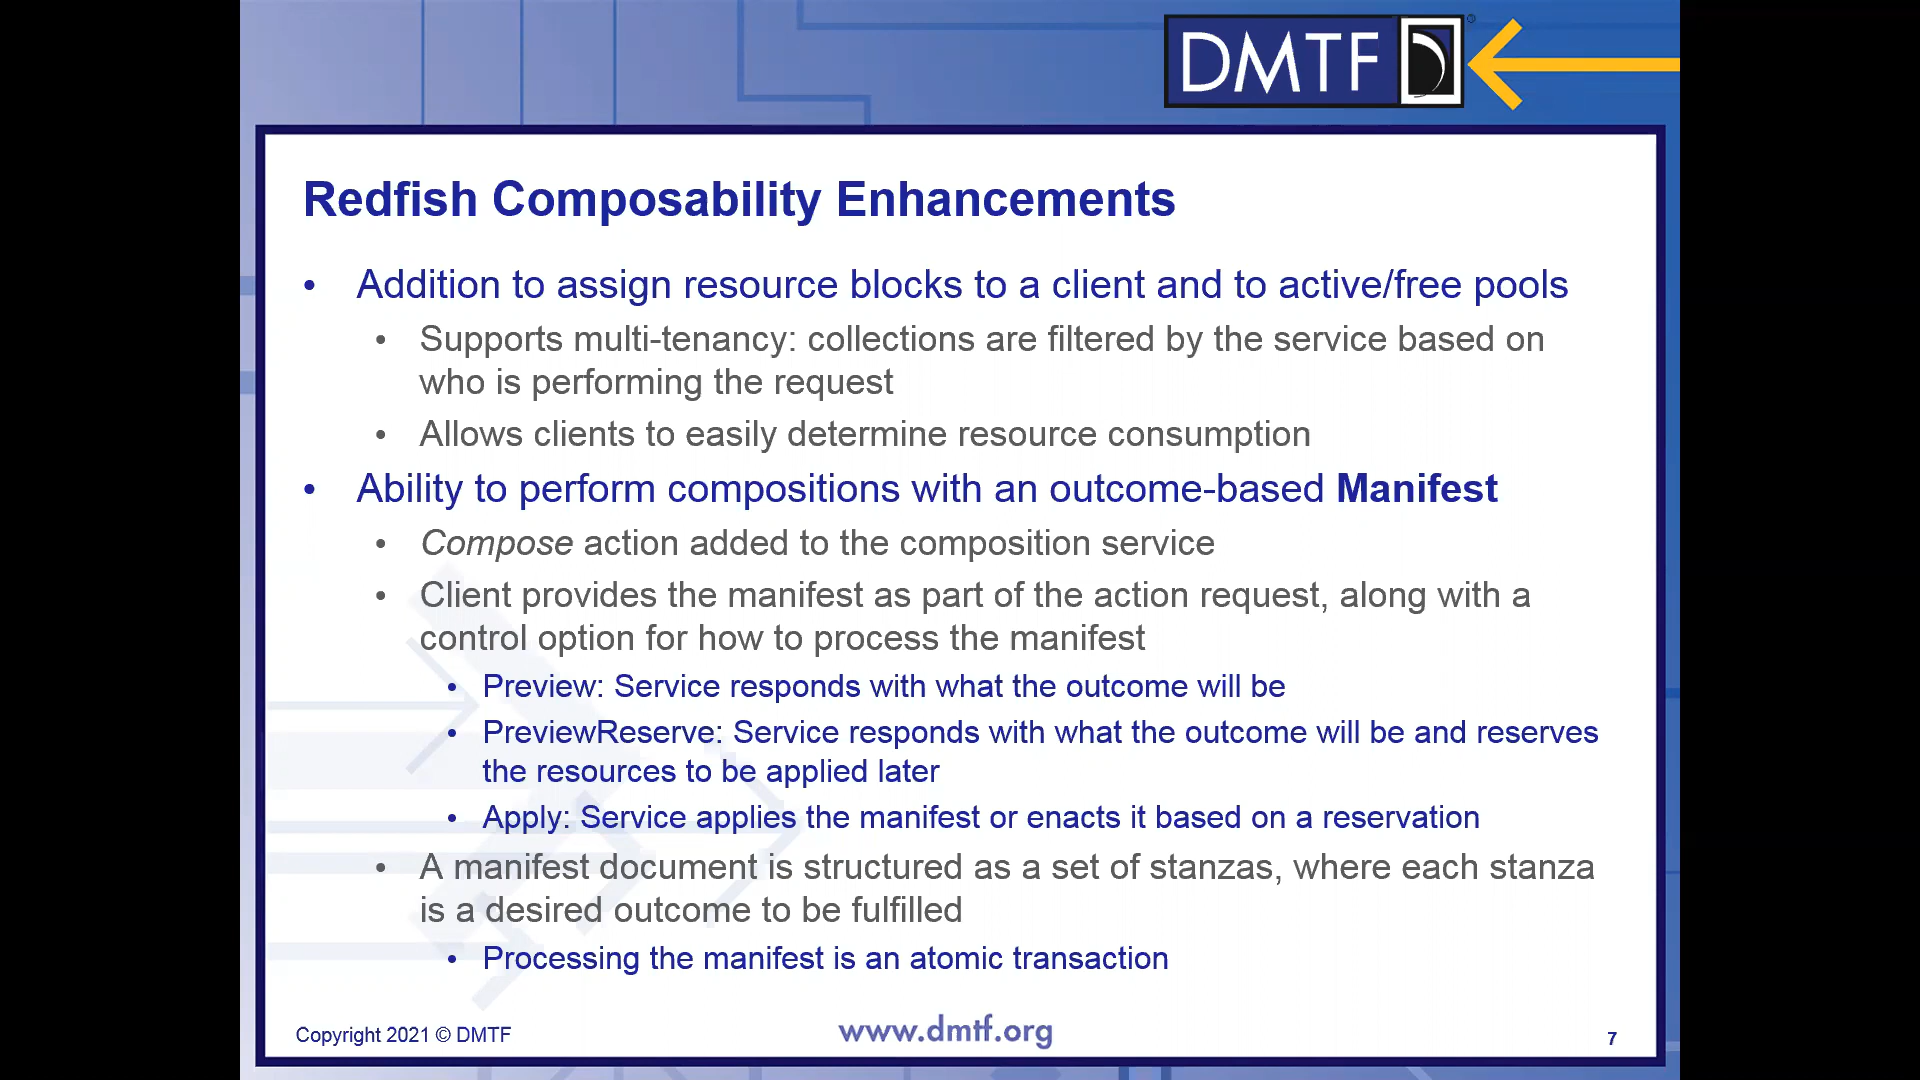 DMTF
Redfish Composability Enhancements
• Addition to assign resource blocks to a client and to active/free pools
• Supports multi-tenancy: collections are filtered by the service based on
who is performing the request
• Allows clients to easily determine resource consumption
• Ability to perform compositions with an outcome-based Manifest
• Compose action added to the composition service
• Client provides the manifest as part of the action request, along with a
control option for how to process the manifest
• Preview: Service responds with what the outcome will be
• PreviewReserve: Service responds with what the outcome will be and reserves
the resources to be applied later
• Apply: Service applies the manifest or enacts it based on a reservation
• A manifest document is structured as a set of stanzas, where each stanza
is a desired outcome to be fulfilled
• Processing the manifest is an atomic transaction
Copyright 2021 © DMTF
www.dmtf.org
7